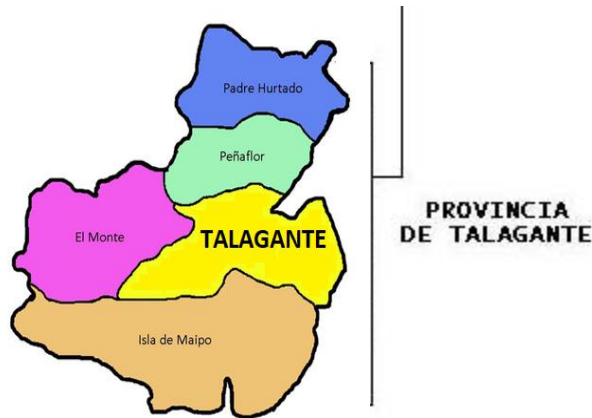 Padre Hurtado
Peñaflor
El Monte
TALAGANTE
Isla de Maipo
PROVINCIA
DE TALAGANTE